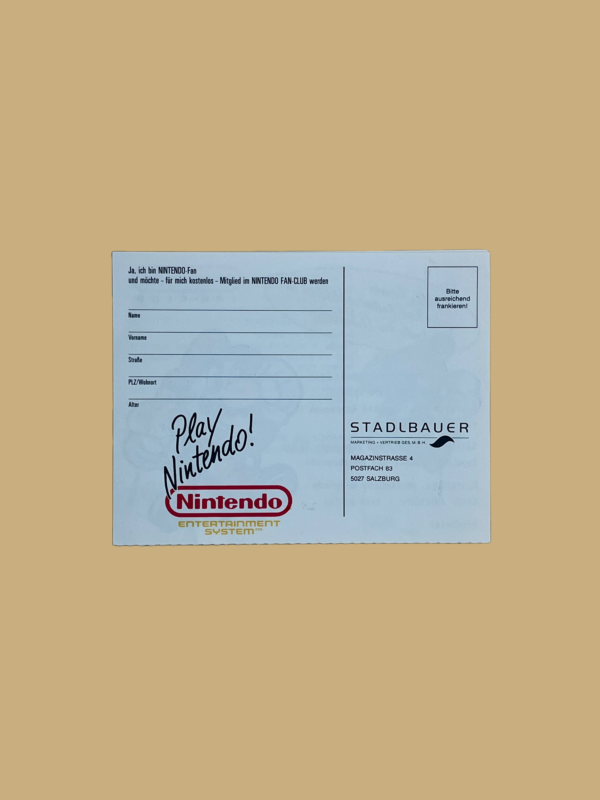 Ja, ich bin NINTENDO-Fan
und möchte – für mich kostenlos – Mitglied im NINTENDO FAN-CLUB werden
Name
Vorname
Straße
PLZ/Wohnort
Alter
Play
Nintendo!
Nintendo
ENTERTAINMENT
SYSTEM
Bitte
ausreichend
frankieren!
STADLBAUER
MARKETING + VERTRIEB GES. M. B. H.
MAGAZINSTRASSE 4
POSTFACH 83
5027 SALZBURG